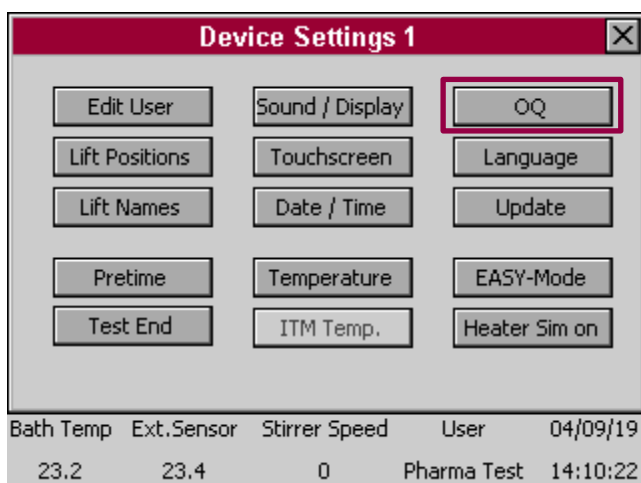 Device Settings 1
Edit User Sound / Display OQ
Lift Positions Touchscreen Language
Lift Names Date / Time Update
Pretime Temperature EASY-Mode
Test End ITM Temp. Heater Sim on
Bath Temp Ext.Sensor Stirrer Speed User 04/09/19
23.2 23.4 0 Pharma Test 14:10:22